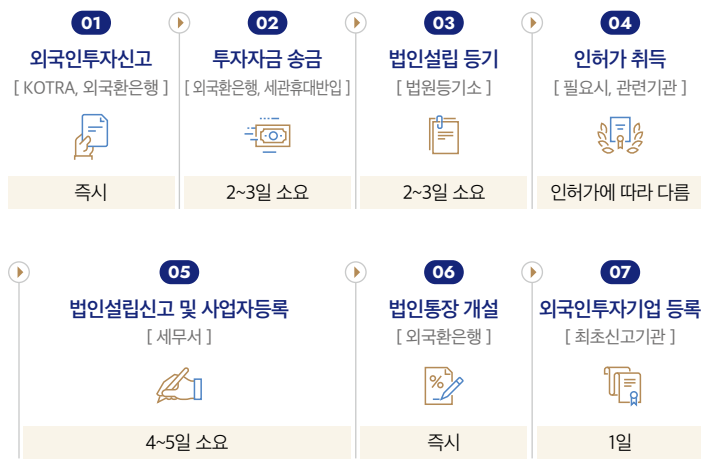 01
외국인투자신고
[ KOTRA, 외국환은행 ]
즉시
02
투자자금 송금
[ 외국환은행, 세관휴대반입 ]
2~3일 소요
03
법인설립 등기
[ 법원등기소 ]
2~3일 소요
04
인허가 취득
[ 필요시, 관련기관 ]
인허가에 따라 다름
05
법인설립신고 및 사업자등록
[ 세무서 ]
4~5일 소요
06
법인통장 개설
[ 외국환은행 ]
%
즉시
07
외국인투자기업 등록
[ 최초신고기관 ]
1일